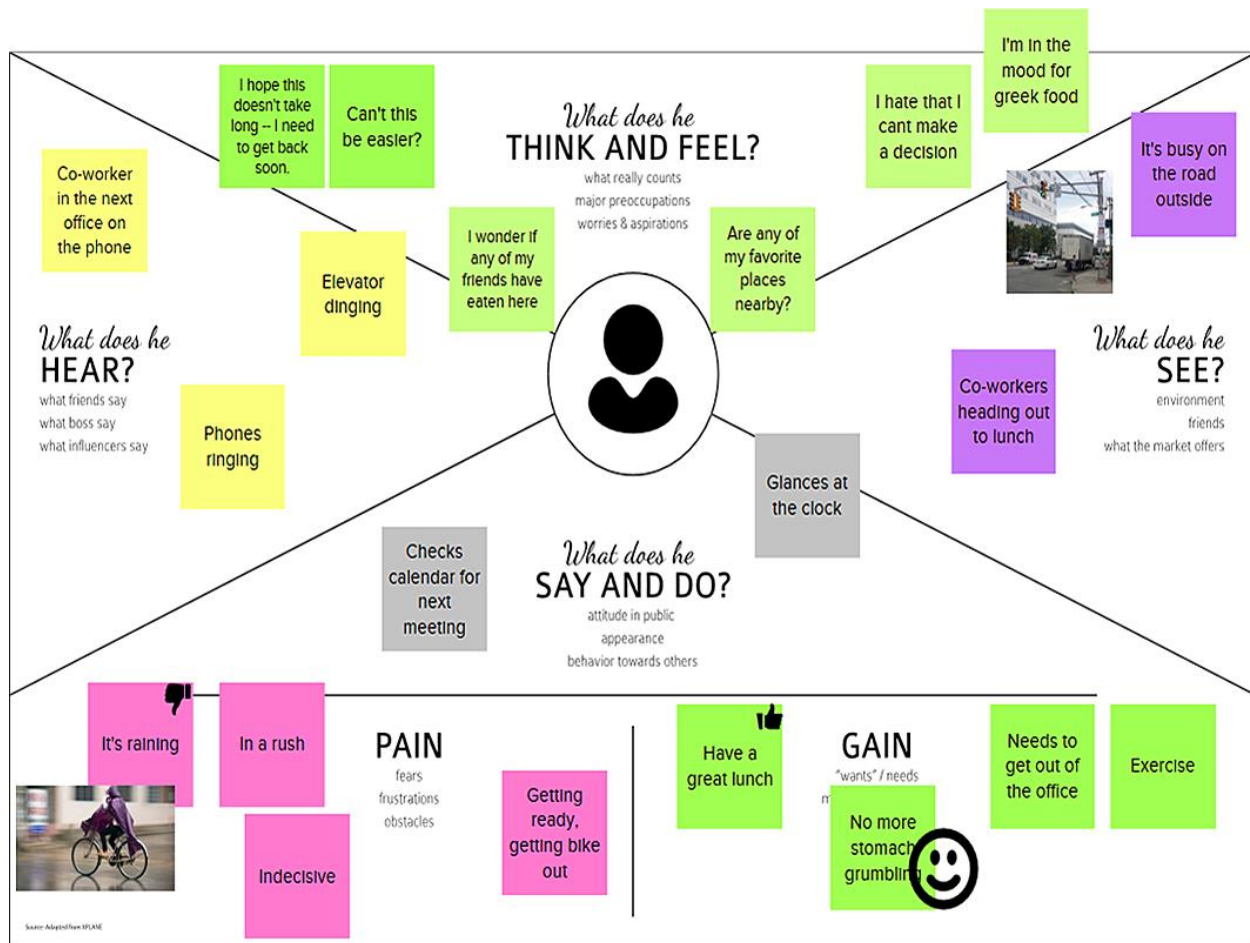 I'm in the
mood for
greek food
I hope this
doesn't take
long -- I need
to get back
soon.
Can't this
be easier?
What does he
THINK AND FEEL?
what really counts
major preoccupations
worries & aspirations
I hate that I
cant make
a decision
It's busy on
the road
outside
Co-worker
in the next
office on
the phone
Elevator
dinging
I wonder if
any of my
friends have
eaten here
Are any of
my favorite
places
nearby?
What does he
HEAR?
what friends say
what boss say
what influencers say
Phones
ringing
What does he
SEE?
environment
friends
what the market offers
Co-workers
heading out
to lunch
Glances at
the clock
Checks
calendar for
next
meeting
What does he
SAY AND DO?
attitude in public
appearance
behavior towards others
It's raining
In a rush
PAIN
fears
frustrations
obstacles
Getting
ready,
getting bike
out
Indecisive
Have a
great lunch
GAIN
"wants" / needs
No more
stomach
grumbling
Needs to
get out of
the office
Exercise
Source: Adapted from XPLANE